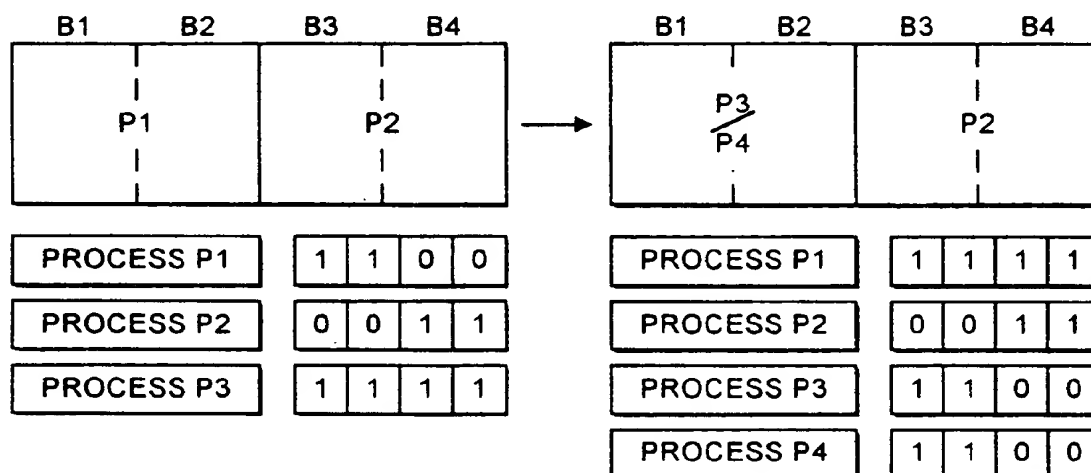 B1 B2 B3 B4
P1 P2
PROCESS P1 1 1 0 0
PROCESS P2 0 0 1 1
PROCESS P3 1 1 1 1
B1 B2 B3 B4
P3
P4
P2
PROCESS P1 1 1 1 1
PROCESS P2 0 0 1 1
PROCESS P3 1 1 0 0
PROCESS P4 1 1 0 0